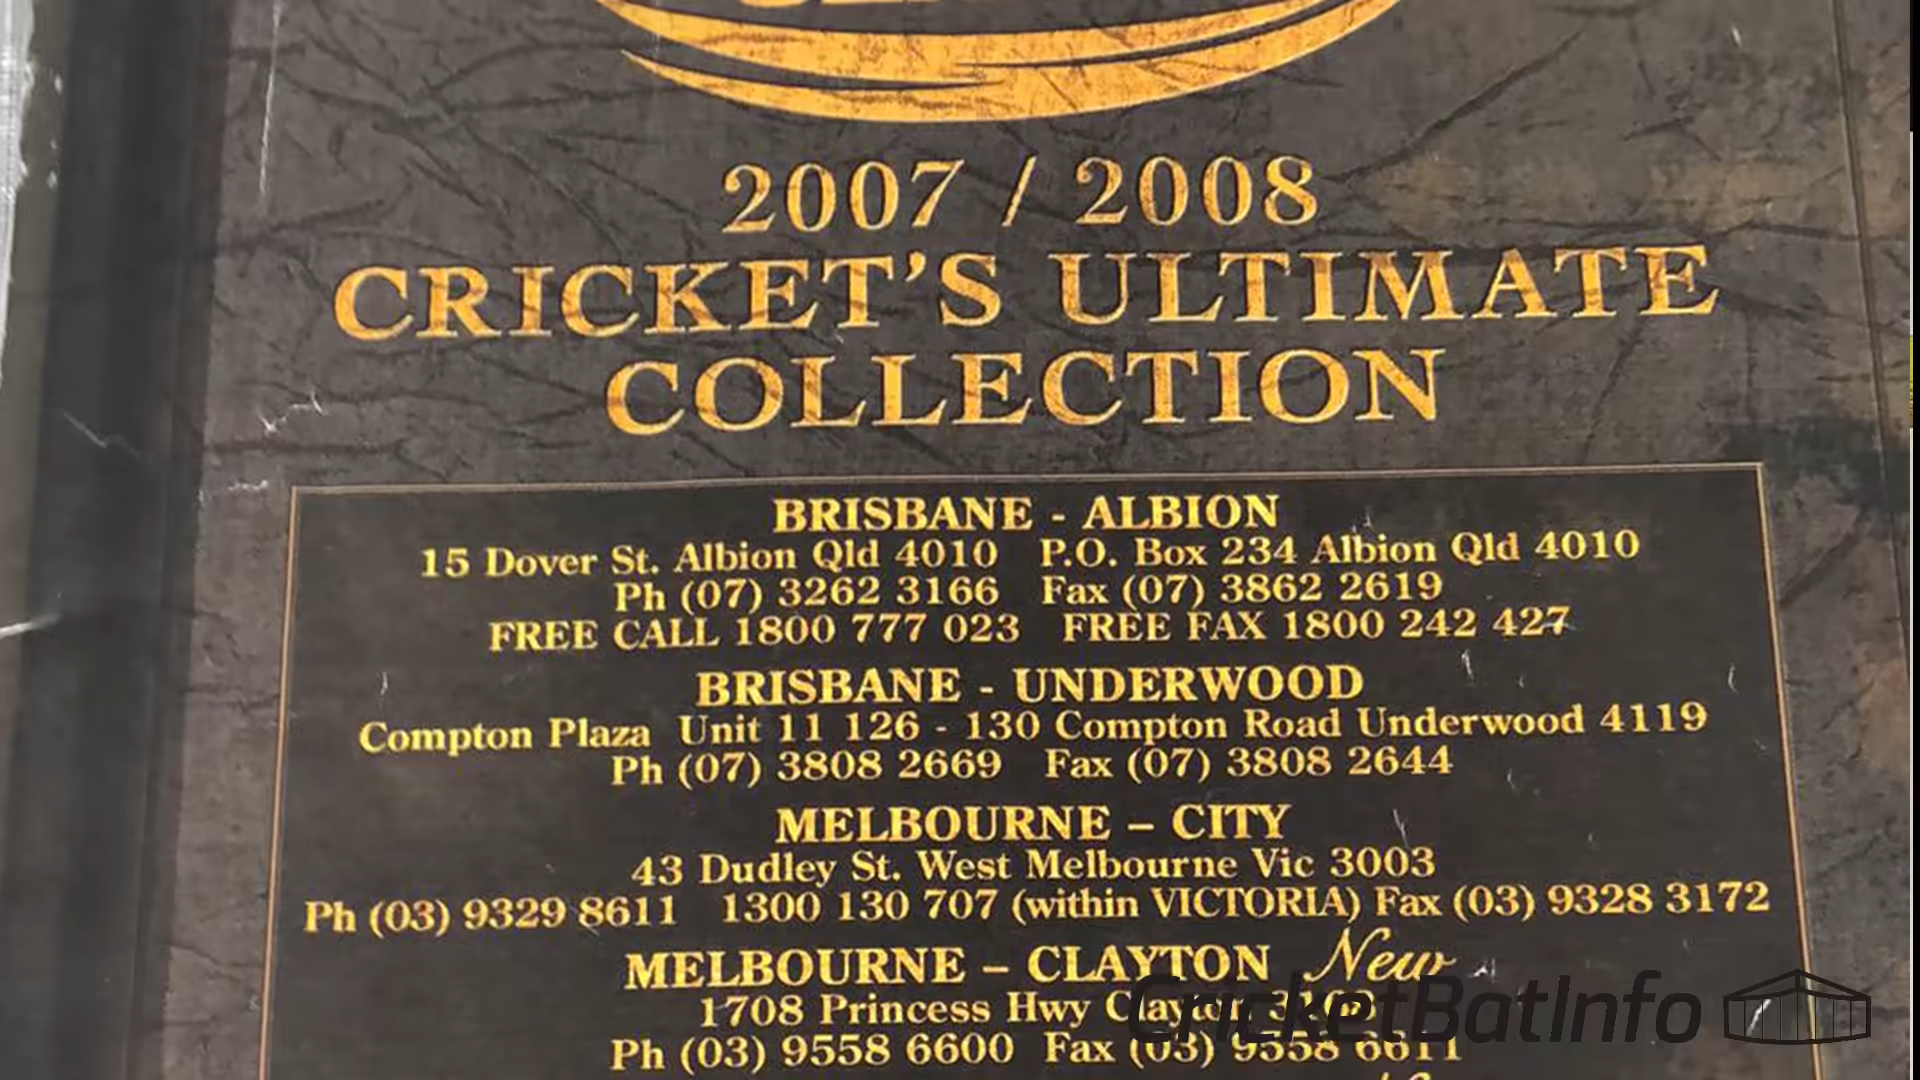 2007 / 2008
CRICKET'S ULTIMATE
COLLECTION
BRISBANE - ALBION
15 Dover St. Albion Qld 4010 P.O. Box 234 Albion Qld 4010
Ph (07) 3262 3166 Fax (07) 3862 2619
FREE CALL 1800 777 023 FREE FAX 1800 242 427
BRISBANE - UNDERWOOD
Compton Plaza Unit 11 126 - 130 Compton Road Underwood 4119
Ph (07) 3808 2669 Fax (07) 3808 2644
MELBOURNE – CITY
43 Dudley St. West Melbourne Vic 3003
Ph (03) 9329 8611 1300 130 707 (within VICTORIA) Fax (03) 9328 3172
MELBOURNE – CLAYTON New
1708 Princess Hwy Clayton
Ph (03) 9558 6600 Fax (03) 9558 6611
CricketBatInfo